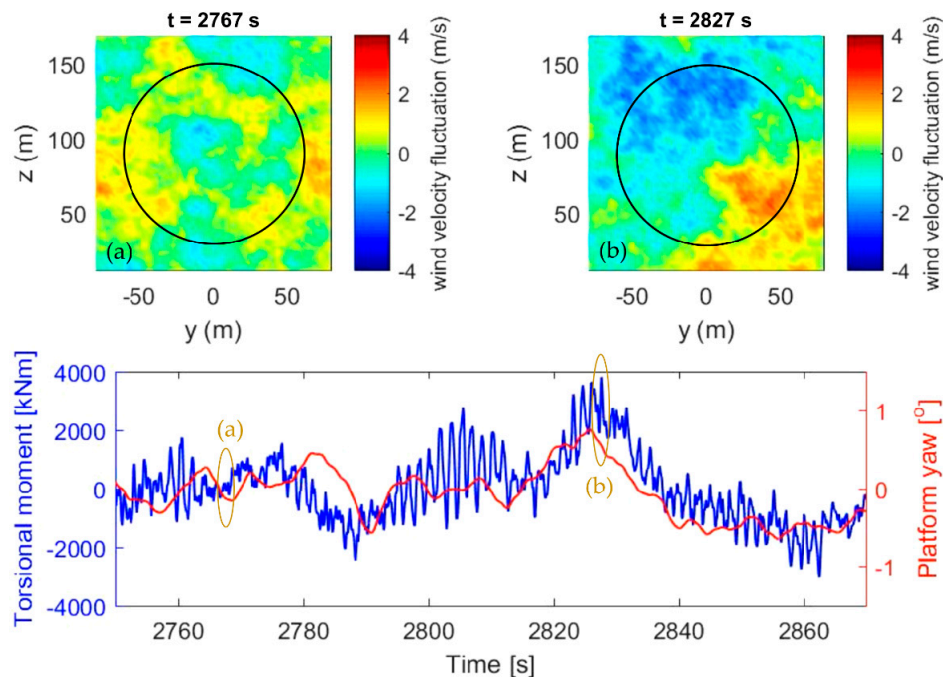 t = 2767 s
t = 2827 s
150
100
50
z (m)
(a)
-50 0 50
y (m)
4
2
0
-2
-4
wind velocity fluctuation (m/s)
150
100
50
z (m)
(b)
-50 0 50
y (m)
4
2
0
-2
-4
wind velocity fluctuation (m/s)
Torsional moment [kNm]
4000
2000
0
-2000
-4000
(a)
(b)
1
0
-1
Platform yaw [º]
2760 2780 2800 2820 2840 2860
Time [s]